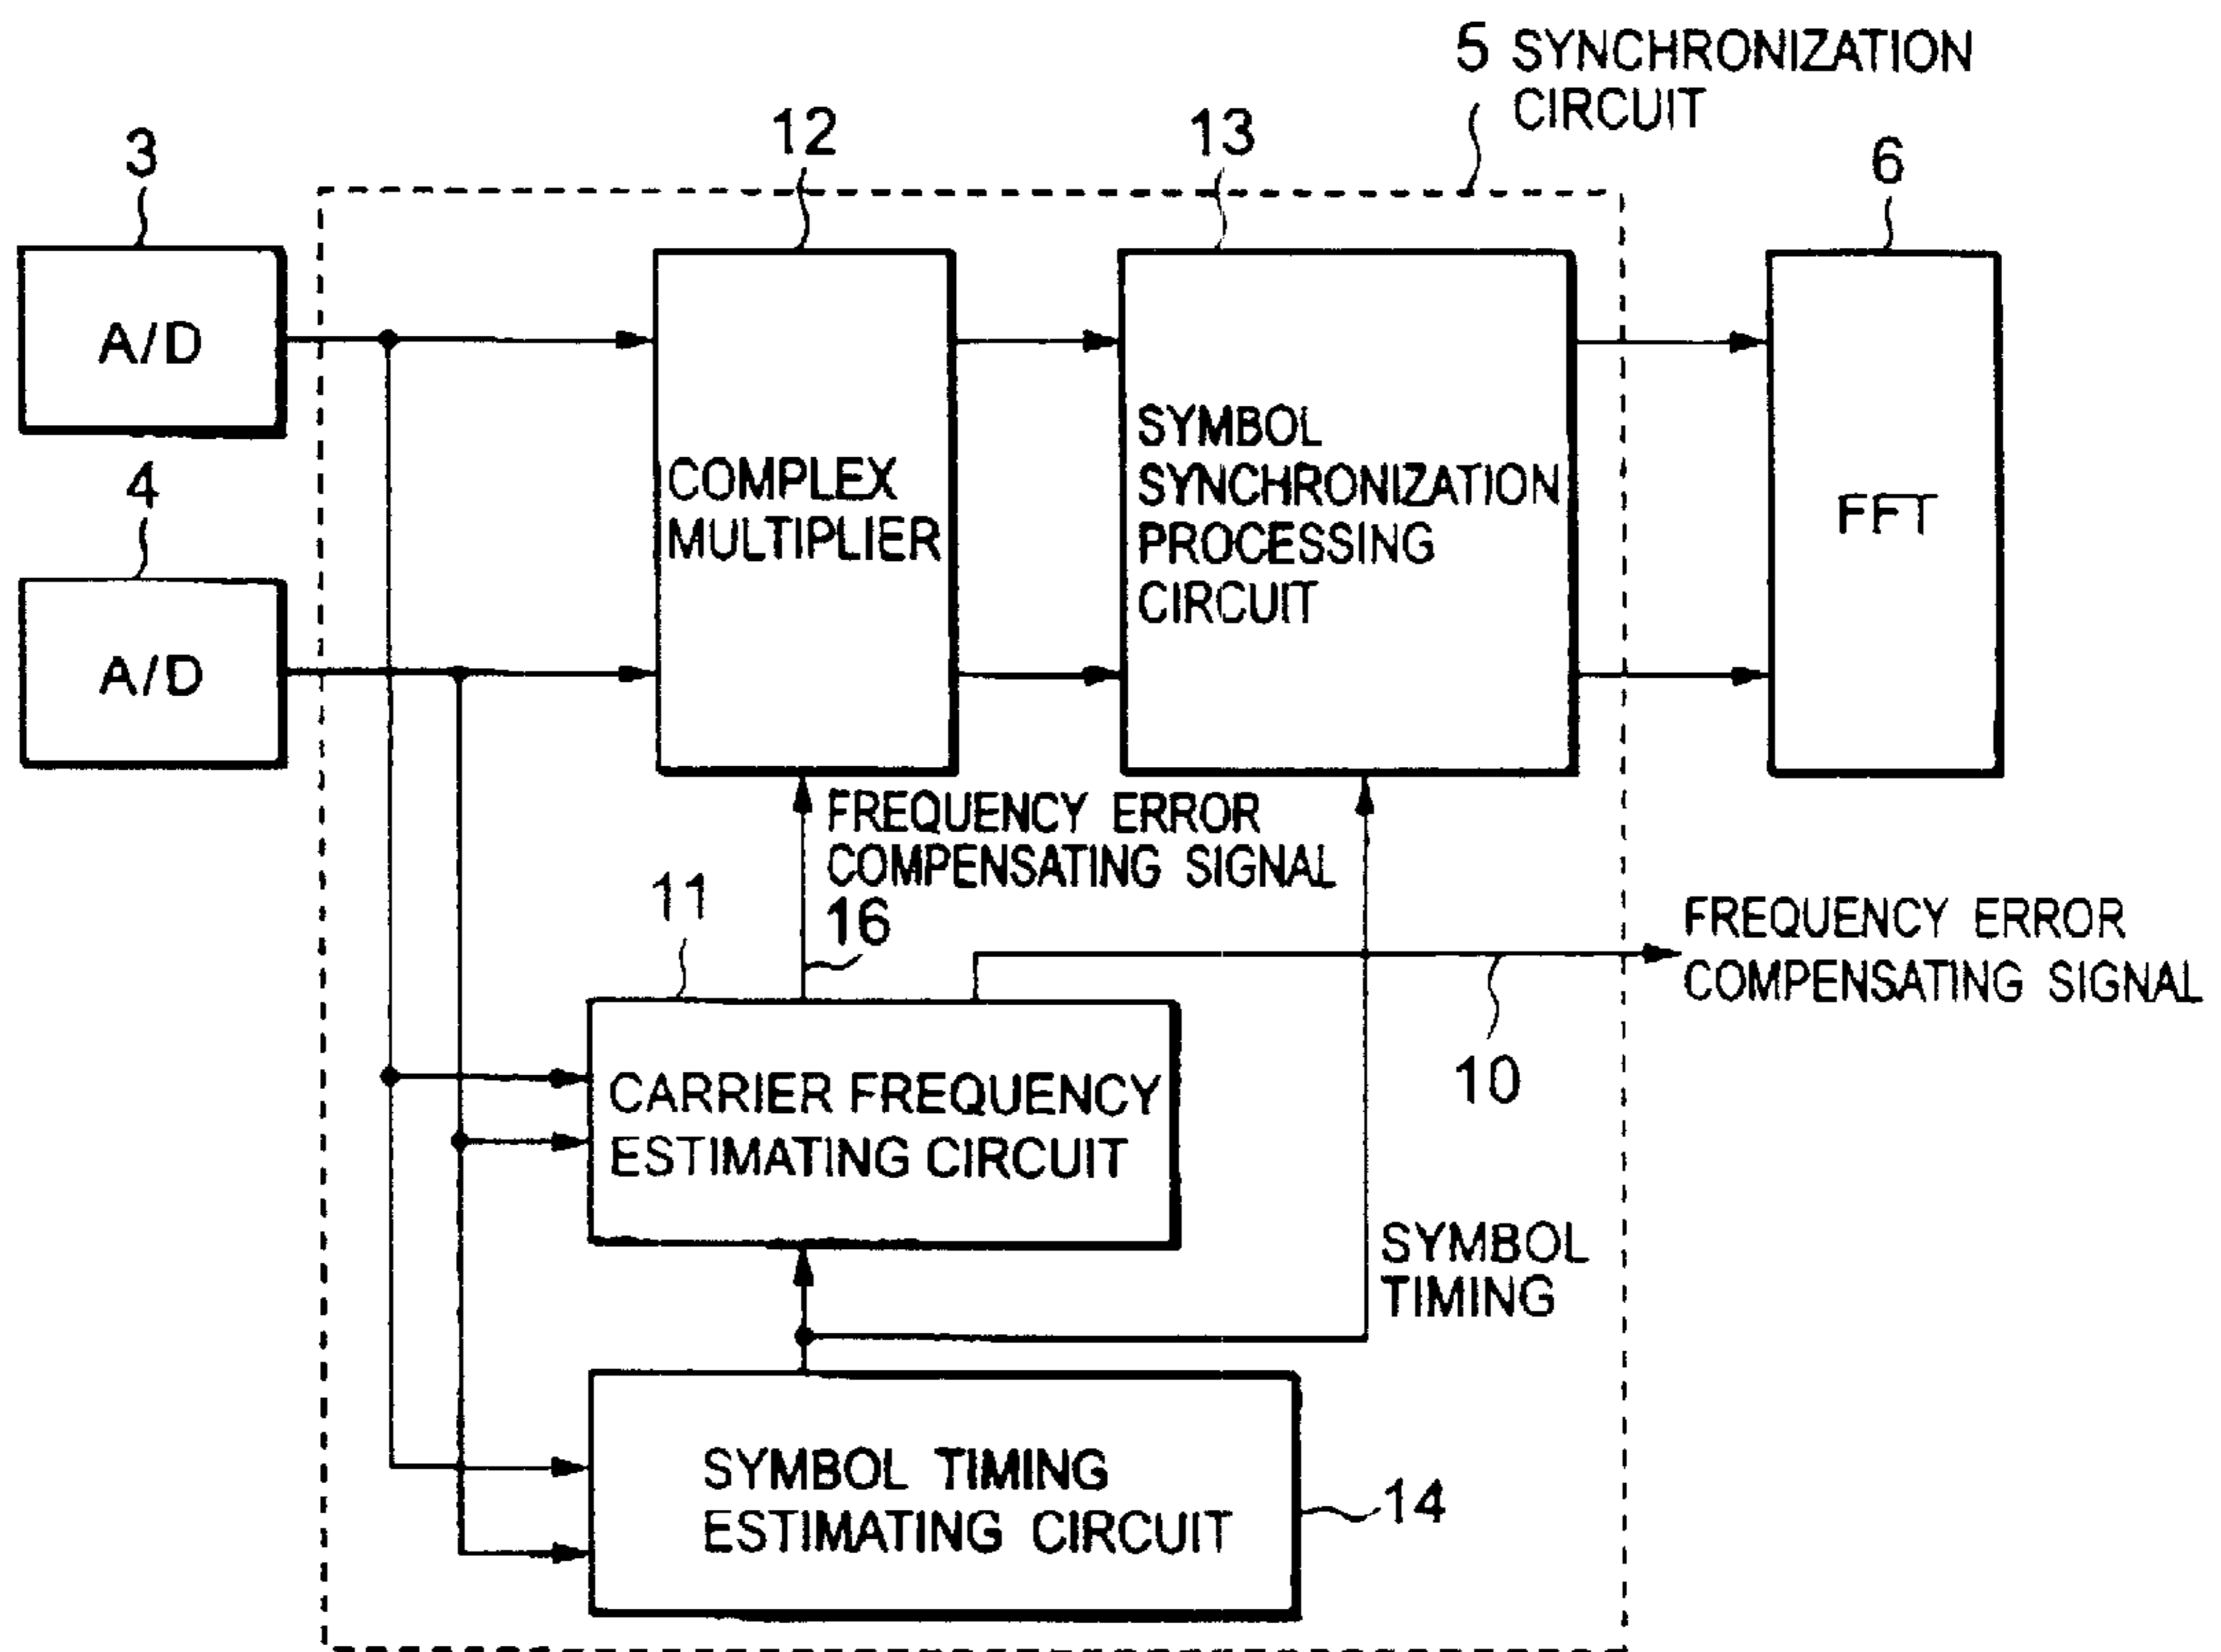 5 SYNCHRONIZATION
CIRCUIT
3
12
13
6
A/D
4
A/D
COMPLEX
MULTIPLIER
SYMBOL
SYNCHRONIZATION
PROCESSING
CIRCUIT
FFT
FREQUENCY ERROR
COMPENSATING SIGNAL
16
11
FREQUENCY ERROR
COMPENSATING SIGNAL
10
CARRIER FREQUENCY
ESTIMATING CIRCUIT
SYMBOL
TIMING
SYMBOL TIMING
ESTIMATING CIRCUIT
14